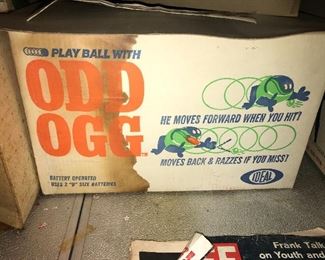 PLAY BALL WITH
ODD
OGG
HE MOVES FORWARD WHEN YOU HIT!
MOVES BACK & RAZZES IF YOU MISS!
BATTERY OPERATED
USES 2 "D" SIZE BATTERIES
IDEAL
Frank Talk
on Youth and